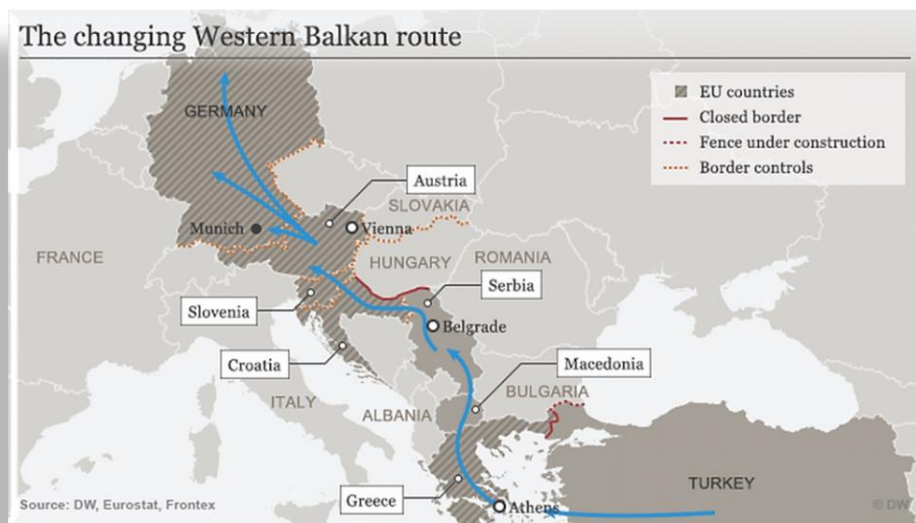 The changing Western Balkan route
EU countries
Closed border
Fence under construction
Border controls
GERMANY
Austria
SLOVAKIA
Munich
Vienna
FRANCE
HUNGARY
ROMANIA
Serbia
Slovenia
Belgrade
Croatia
Macedonia
BULGARIA
ITALY
ALBANIA
TURKEY
Greece
Athens
Source: DW, Eurostat, Frontex
© DW